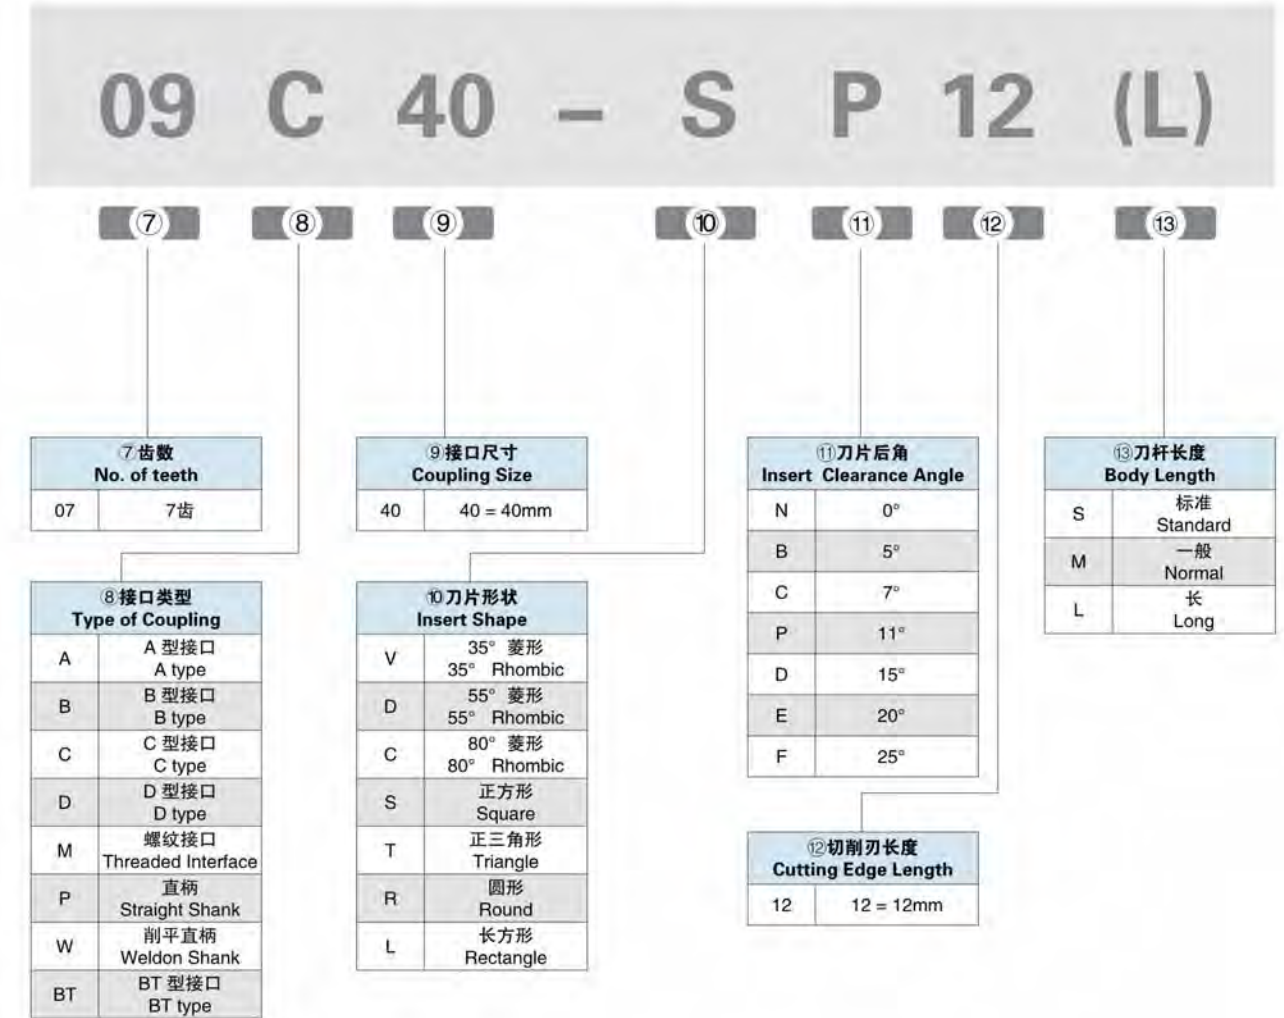 09 C 40 – S P 12 (L)
⑦ ⑧ ⑨ ⑩ ⑪ ⑫ ⑬
⑦齿数
No. of teeth
07 7齿
⑧接口类型
Type of Coupling
A A 型接口
A type
B B 型接口
B type
C C 型接口
C type
D D 型接口
D type
M 螺纹接口
Threaded Interface
P 直柄
Straight Shank
W 削平直柄
Weldon Shank
BT BT 型接口
BT type
⑨接口尺寸
Coupling Size
40 40 = 40mm
⑩刀片形状
Insert Shape
V 35° 菱形
35° Rhombic
D 55° 菱形
55° Rhombic
C 80° 菱形
80° Rhombic
S 正方形
Square
T 正三角形
Triangle
R 圆形
Round
L 长方形
Rectangle
⑪刀片后角
Insert Clearance Angle
N 0°
B 5°
C 7°
P 11°
D 15°
E 20°
F 25°
⑫切削刃长度
Cutting Edge Length
12 12 = 12mm
⑬刀杆长度
Body Length
S 标准
Standard
M 一般
Normal
L 长
Long